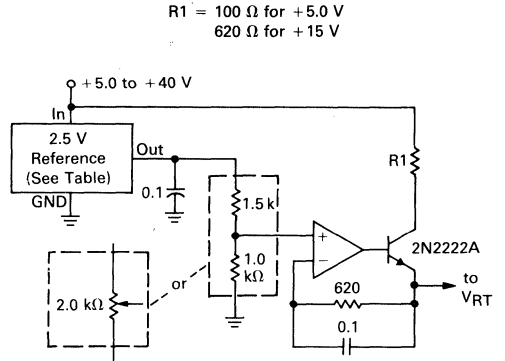 R1 = 100 Ω for +5.0 V
620 Ω for +15 V
+5.0 to +40 V
In
2.5 V
Reference
(See Table)
Out
GND
0.1
1.5 k
1.0
kΩ
or
2.0 kΩ
R1
+
−
2N2222A
620
0.1
to
VRT